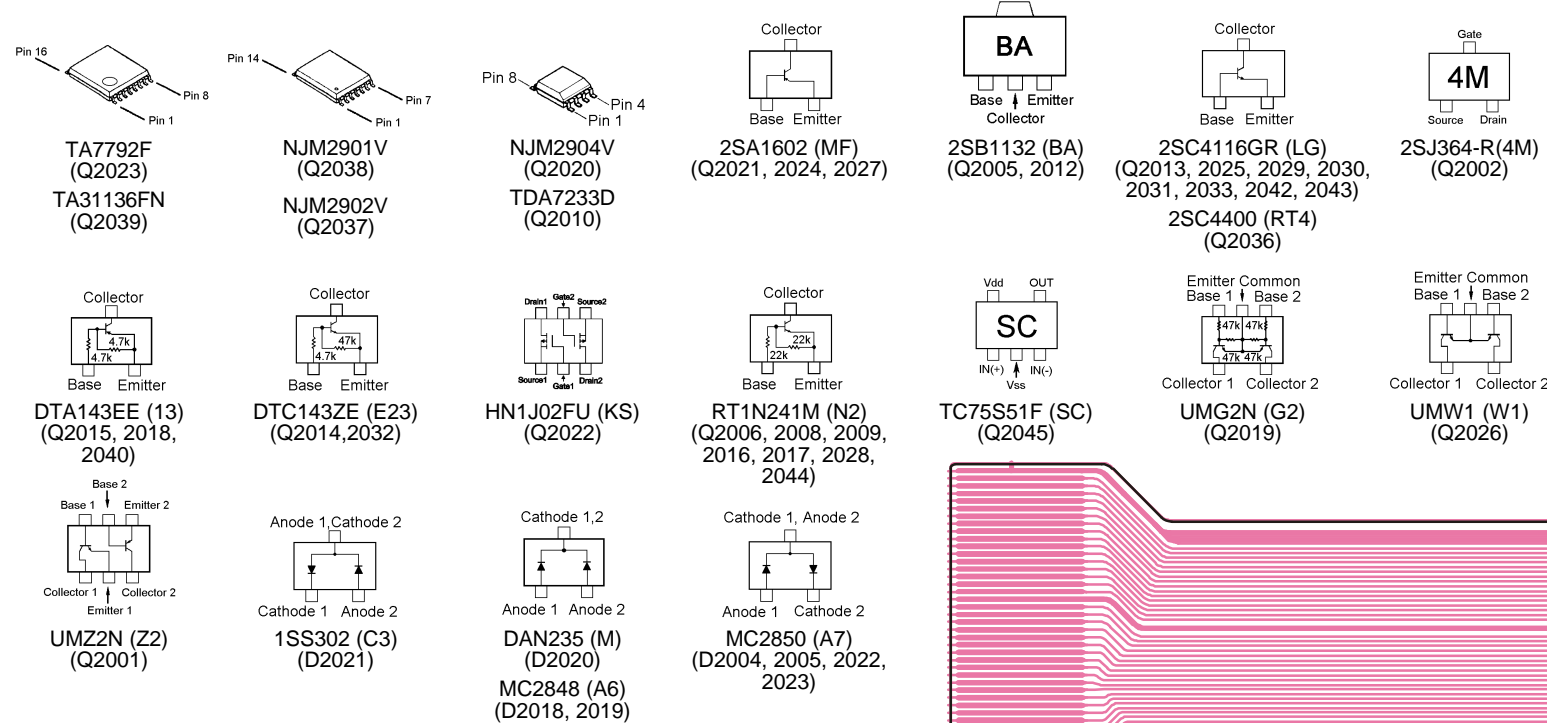 Pin 16
Pin 8
Pin 1
TA7792F
(Q2023)
TA31136FN
(Q2039)
Pin 14
Pin 7
Pin 1
NJM2901V
(Q2038)
NJM2902V
(Q2037)
Pin 8
Pin 4
Pin 1
NJM2904V
(Q2020)
TDA7233D
(Q2010)
Collector
Base Emitter
2SA1602 (MF)
(Q2021, 2024, 2027)
BA
Base Emitter
Collector
2SB1132 (BA)
(Q2005, 2012)
Collector
Base Emitter
2SC4116GR (LG)
(Q2013, 2025, 2029, 2030,
2031, 2033, 2042, 2043)
2SC4400 (RT4)
(Q2036)
Gate
4M
Source Drain
2SJ364-R(4M)
(Q2002)
Collector
4.7k
4.7k
Base Emitter
DTA143EE (13)
(Q2015, 2018,
2040)
Collector
47k
4.7k
Base Emitter
DTC143ZE (E23)
(Q2014,2032)
Drain1 Gate2 Source2
Source1 Gate1 Drain2
HN1J02FU (KS)
(Q2022)
Collector
22k
22k
Base Emitter
RT1N241M (N2)
(Q2006, 2008, 2009,
2016, 2017, 2028,
2044)
Vdd OUT
SC
IN(+) IN(-)
Vss
TC75S51F (SC)
(Q2045)
Emitter Common
Base 1 Base 2
47k 47k
47k 47k
Collector 1 Collector 2
UMG2N (G2)
(Q2019)
Emitter Common
Base 1 Base 2
Collector 1 Collector 2
UMW1 (W1)
(Q2026)
Base 2
Base 1 Emitter 2
Collector 1 Collector 2
Emitter 1
UMZ2N (Z2)
(Q2001)
Anode 1,Cathode 2
Cathode 1 Anode 2
1SS302 (C3)
(D2021)
Cathode 1,2
Anode 1 Anode 2
DAN235 (M)
(D2020)
MC2848 (A6)
(D2018, 2019)
Cathode 1, Anode 2
Anode 1 Cathode 2
MC2850 (A7)
(D2004, 2005, 2022,
2023)